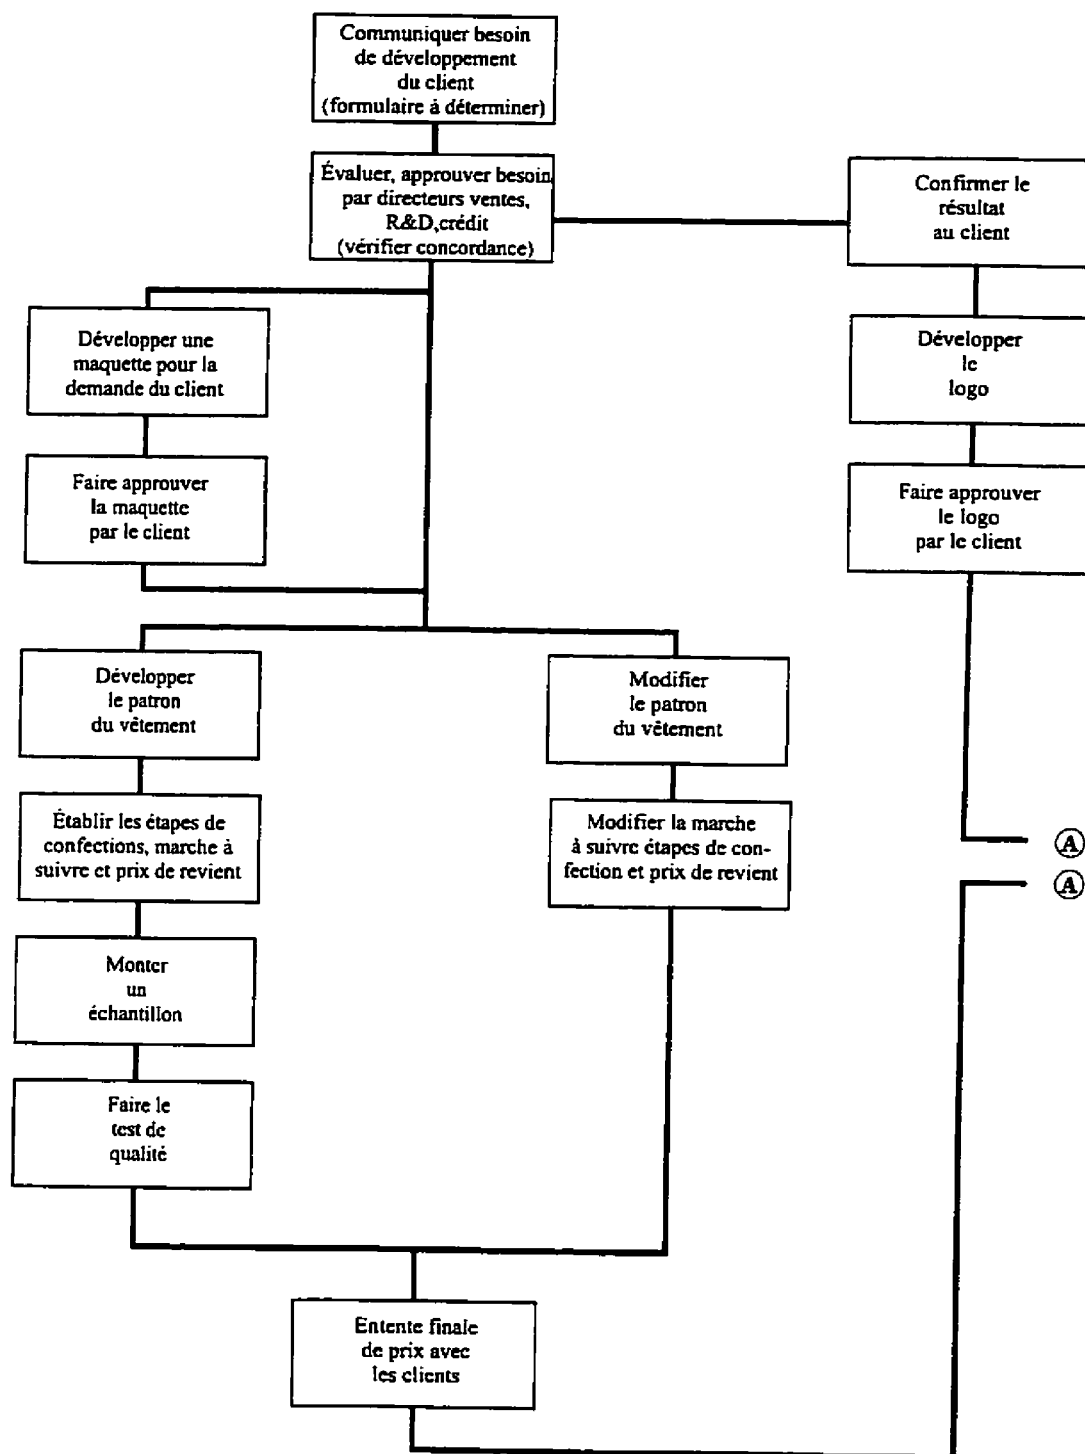 Communiquer besoin
de développement
du client
(formulaire à déterminer)
Évaluer, approuver besoin
par directeurs ventes,
R&D,crédit
(vérifier concordance)
Confirmer le
résultat
au client
Développer une
maquette pour la
demande du client
Développer
le
logo
Faire approuver
la maquette
par le client
Faire approuver
le logo
par le client
Développer
le patron
du vêtement
Modifier
le patron
du vêtement
Établir les étapes de
confections, marche à
suivre et prix de revient
Modifier la marche
à suivre étapes de con-
fection et prix de revient
A
A
Monter
un
échantillon
Faire le
test de
qualité
Entente finale
de prix avec
les clients